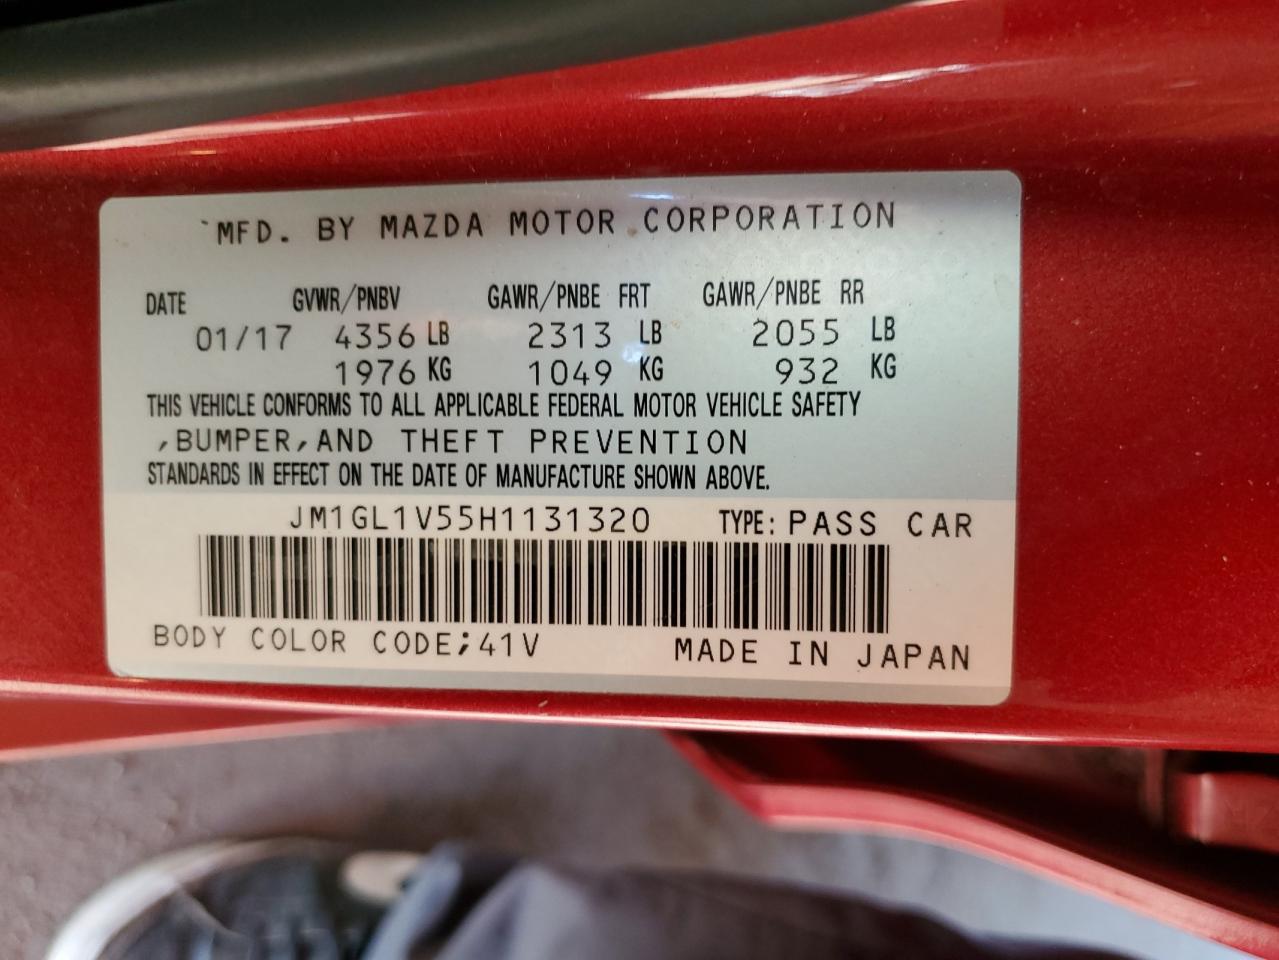 MFD. BY MAZDA MOTOR CORPORATION
DATE GVWR/PNBV GAWR/PNBE FRT GAWR/PNBE RR
01/17 4356 LB 2313 LB 2055 LB
1976 KG 1049 KG 932 KG
THIS VEHICLE CONFORMS TO ALL APPLICABLE FEDERAL MOTOR VEHICLE SAFETY
,BUMPER,AND THEFT PREVENTION
STANDARDS IN EFFECT ON THE DATE OF MANUFACTURE SHOWN ABOVE.
JM1GL1V55H1131320 TYPE: PASS CAR
BODY COLOR CODE;41V MADE IN JAPAN